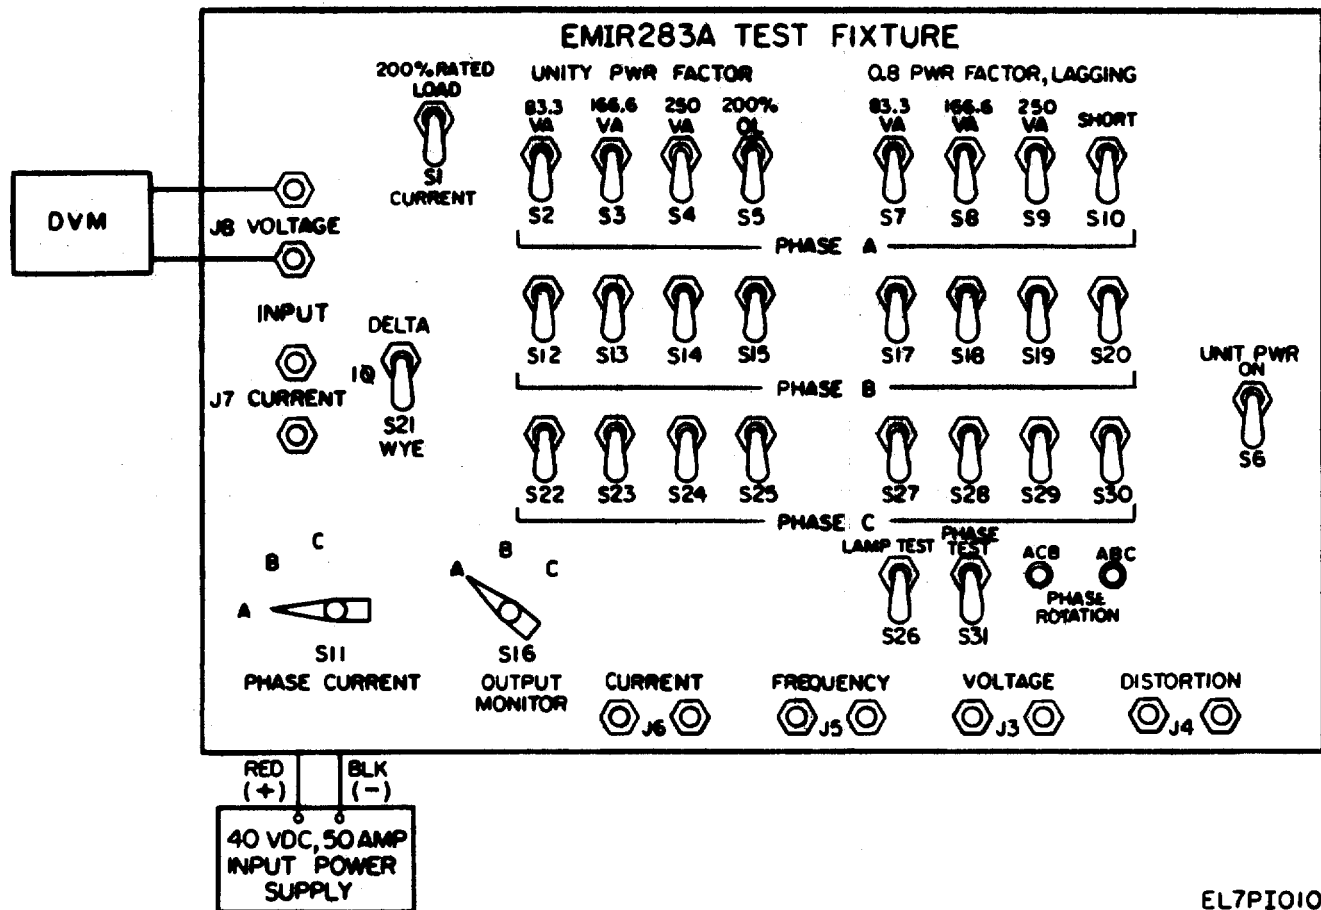 EMIR283A TEST FIXTURE
200% RATED
LOAD
S1
CURRENT
UNITY PWR FACTOR
0.8 PWR FACTOR, LAGGING
83.3 VA
166.6 VA
250 VA
200% OL
83.3 VA
166.6 VA
250 VA
SHORT
S2 S3 S4 S5 S7 S8 S9 S10
PHASE A
DVM
J8 VOLTAGE
INPUT
J7 CURRENT
DELTA
1Φ
S21
WYE
S12 S13 S14 S15 S17 S18 S19 S20
PHASE B
UNIT PWR
ON
S6
S22 S23 S24 S25 S27 S28 S29 S30
PHASE C
LAMP TEST
PHASE
TEST
S26 S31
ACB ABC
PHASE
ROTATION
A B C
S11
PHASE CURRENT
A B C
S16
OUTPUT
MONITOR
CURRENT
J6
FREQUENCY
J5
VOLTAGE
J3
DISTORTION
J4
RED
(+)
BLK
(-)
40 VDC, 50 AMP
INPUT POWER
SUPPLY
EL7PI010